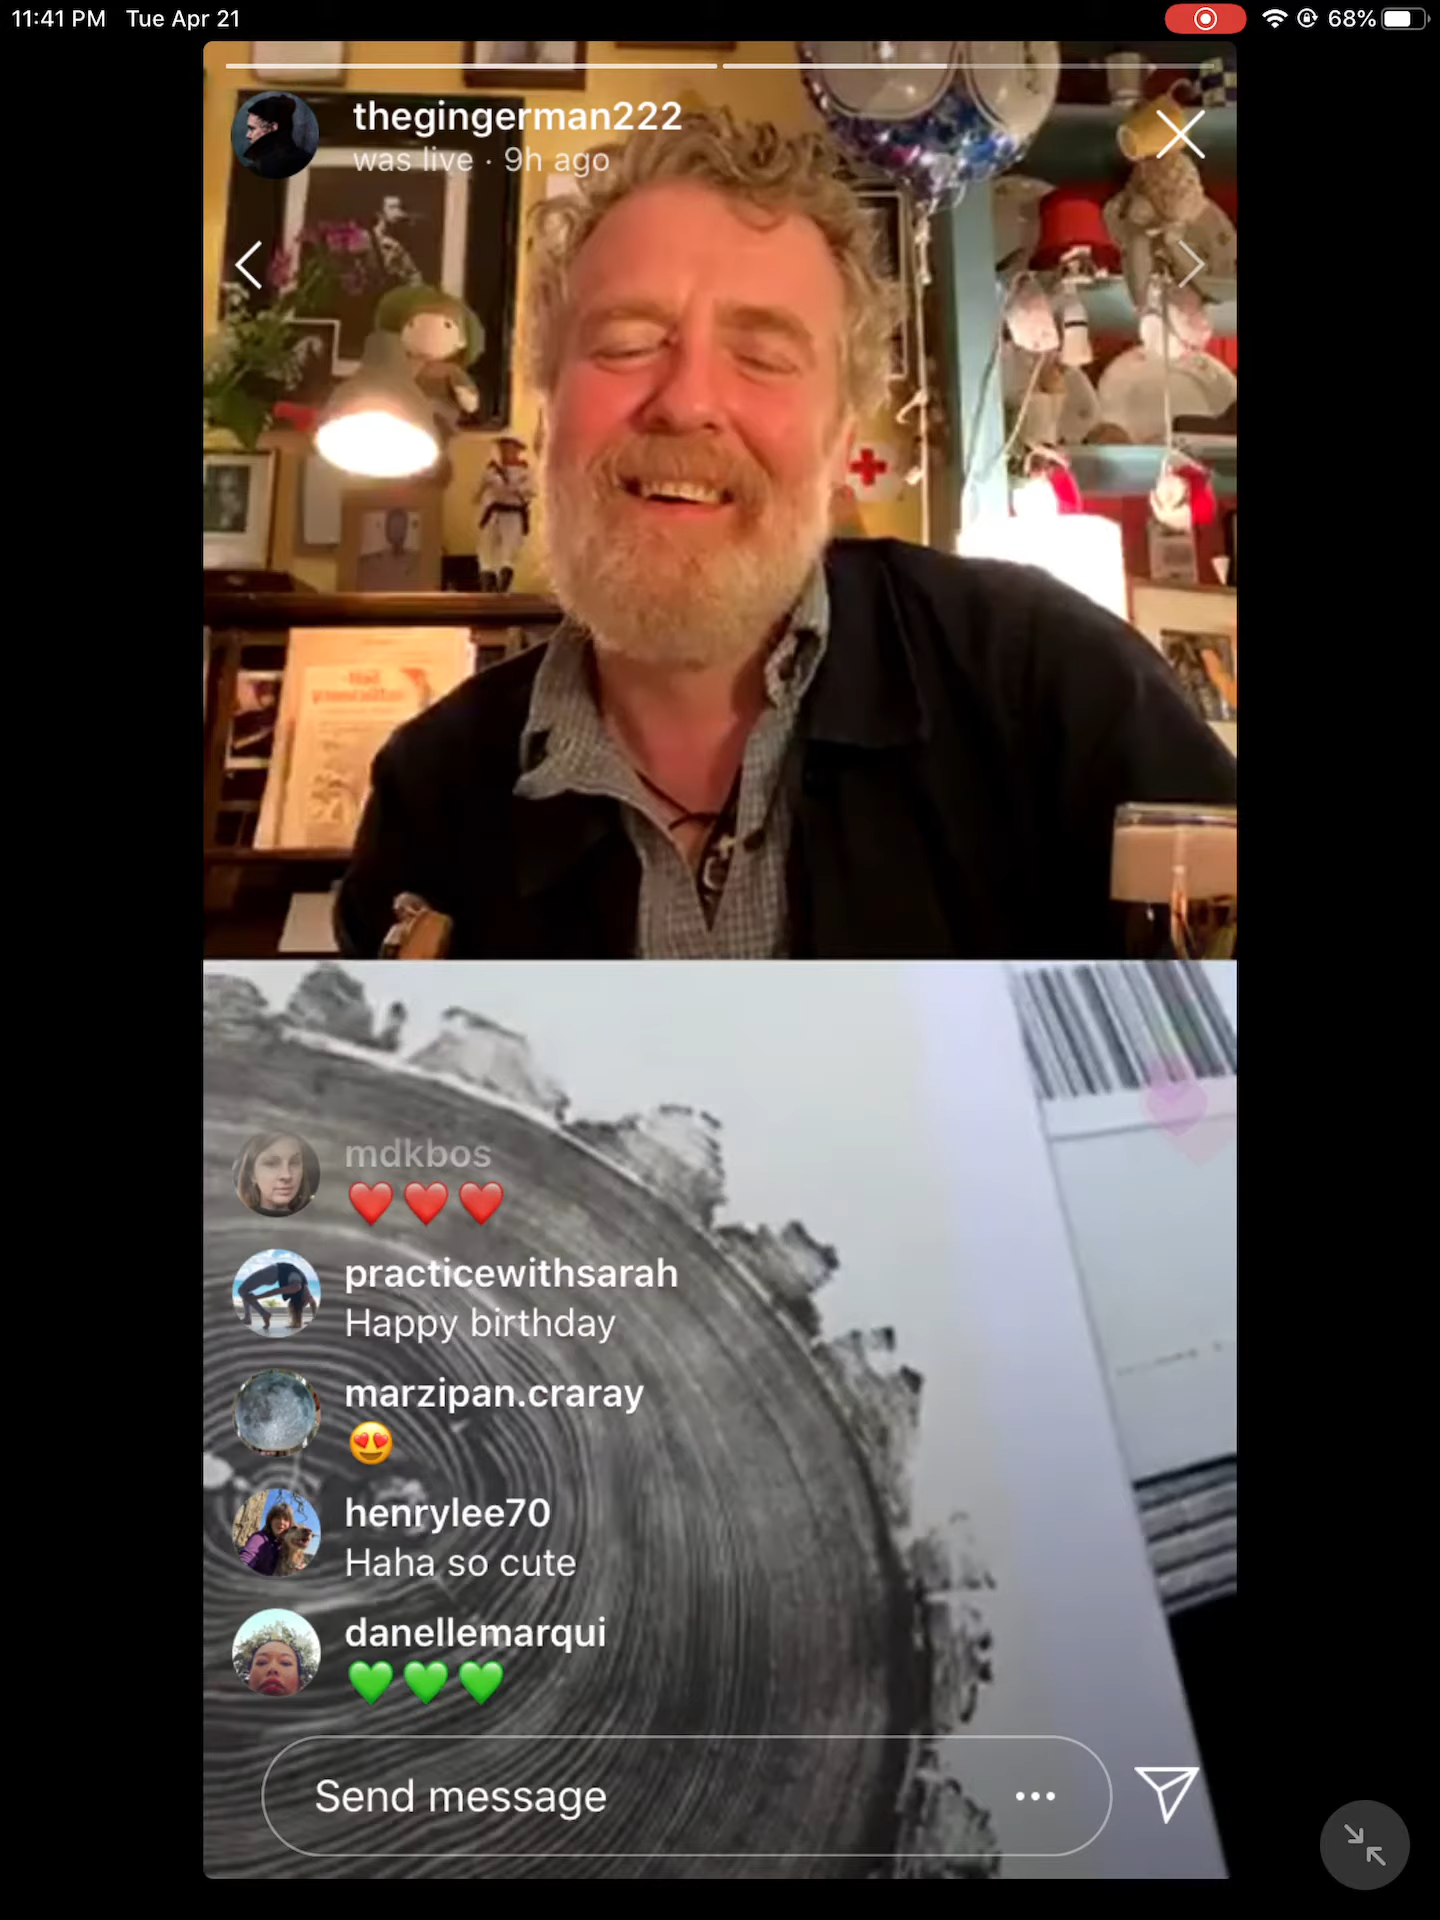 11:41 PM Tue Apr 21
68%
thegingerman222
was live · 9h ago
mdkbos
❤️❤️❤️
practicewithsarah
Happy birthday
marzipan.craray
😍
henrylee70
Haha so cute
danellemarqui
💚💚💚
Send message